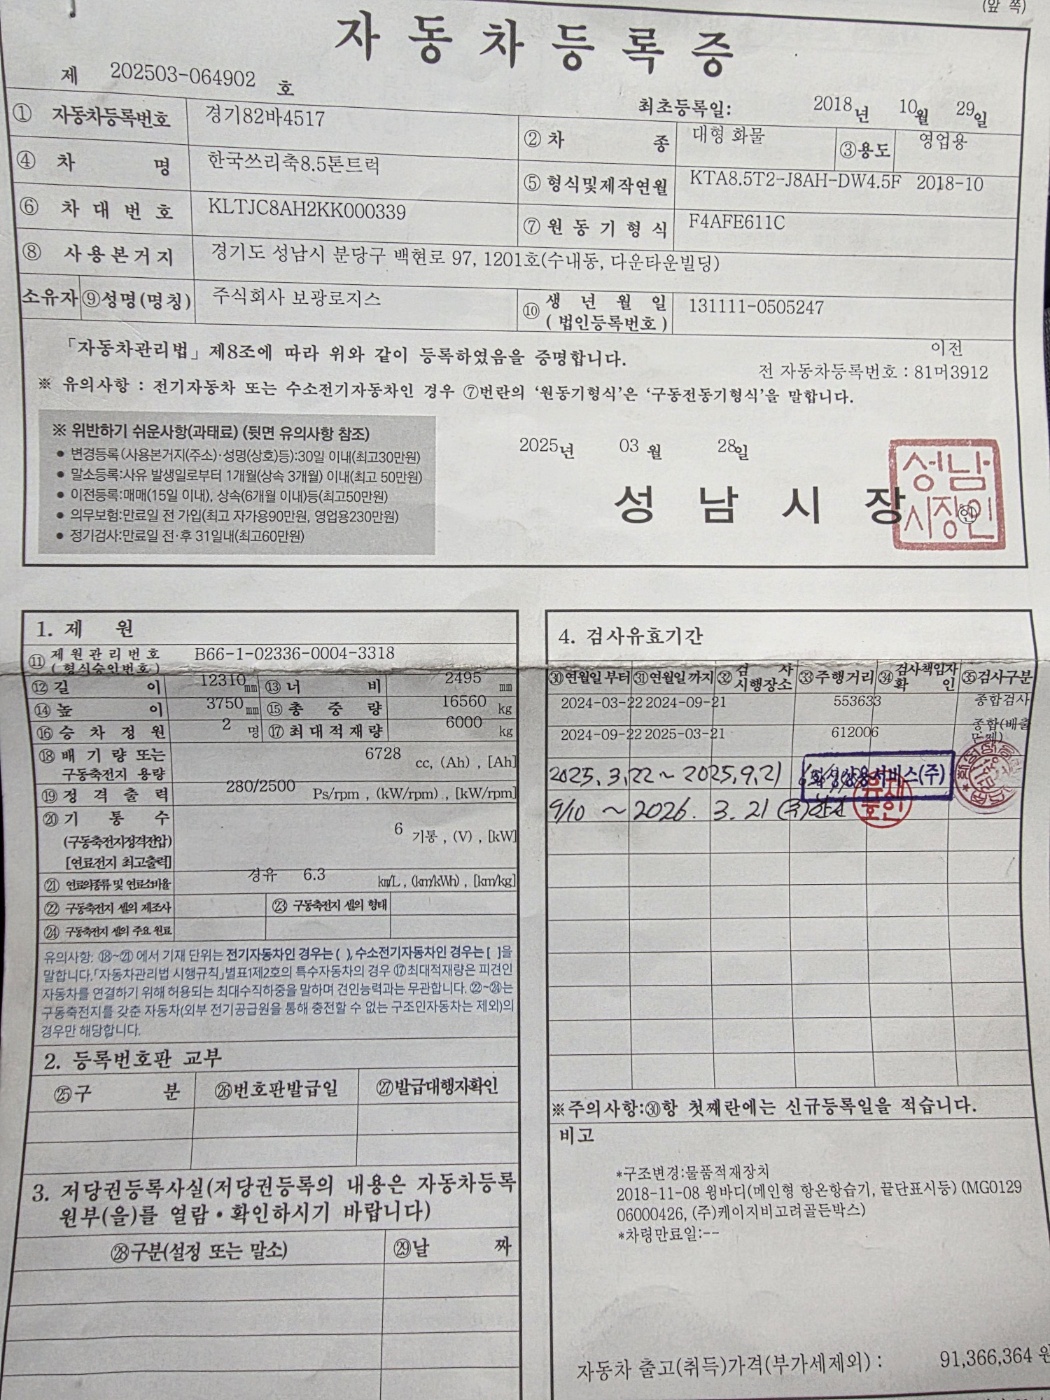 (앞 쪽)
자 동 차 등 록 증
제 202503-064902 호
최초등록일: 2018년 10월 29일
① 자동차등록번호 경기82바4517 ② 차 종 대형 화물 ③용도 영업용
④ 차 명 한국쓰리축8.5톤트럭 ⑤ 형식및제작연월 KTA8.5T2-J8AH-DW4.5F 2018-10
⑥ 차 대 번 호 KLTJC8AH2KK000339 ⑦ 원 동 기 형 식 F4AFE611C
⑧ 사 용 본 거 지 경기도 성남시 분당구 백현로 97, 1201호(수내동, 다운타운빌딩)
소유자 ⑨성명(명칭) 주식회사 보광로지스 ⑩ 생 년 월 일 (법인등록번호) 131111-0505247
「자동차관리법」 제8조에 따라 위와 같이 등록하였음을 증명합니다.
이전
전 자동차등록번호 : 81머3912
※ 유의사항 : 전기자동차 또는 수소전기자동차인 경우 ⑦번란의 '원동기형식'은 '구동전동기형식'을 말합니다.
※ 위반하기 쉬운사항(과태료) (뒷면 유의사항 참조)
● 변경등록(사용본거지(주소)·성명(상호)등):30일 이내(최고30만원)
● 말소등록:사유 발생일로부터 1개월(상속 3개월) 이내(최고 50만원)
● 이전등록:매매(15일 이내), 상속(6개월 이내)등(최고50만원)
● 의무보험:만료일 전 가입(최고 자가용90만원, 영업용230만원)
● 정기검사:만료일 전·후 31일내(최고60만원)
2025년 03 월 28일
성 남 시 장
성남
시장인
1. 제 원
⑪ 제원관리번호 (형식승인번호) B66-1-02336-0004-3318
⑫ 길 이 12310mm ⑬ 너 비 2495 mm
⑭ 높 이 3750mm ⑮ 총 중 량 16560 kg
⑯ 승 차 정 원 2 명 ⑰ 최 대 적 재 량 6000 kg
⑱ 배 기 량 또는 구동축전지 용량 6728 cc, (Ah) , [Ah]
⑲ 정 격 출 력 280/2500 Ps/rpm , (kW/rpm) , [kW/rpm]
⑳ 기 통 수 (구동축전지정격전압) [연료전지 최고출력] 6 기통 , (V) , [kW]
㉑ 연료의종류 및 연료소비율 경유 6.3 km/L , (km/kWh) , [km/kg]
㉒ 구동축전지 셀의 제조사 ㉓ 구동축전지 셀의 형태
㉔ 구동축전지 셀의 주요 원료
유의사항: ⑱~㉑에서 기재 단위는 전기자동차인 경우는 ( ), 수소전기자동차인 경우는 [ ]을
말합니다.「자동차관리법 시행규칙」별표1제2호의 특수자동차의 경우 ⑰최대적재량은 피견인
자동차를 연결하기 위해 허용되는 최대수직하중을 말하며 견인능력과는 무관합니다. ㉒~㉔는
구동축전지를 갖춘 자동차(외부 전기공급원을 통해 충전할 수 없는 구조인자동차는 제외)의
경우만 해당합니다.
2. 등록번호판 교부
㉕구 분 ㉖번호판발급일 ㉗발급대행자확인
3. 저당권등록사실(저당권등록의 내용은 자동차등록
원부(을)를 열람·확인하시기 바랍니다)
㉘구분(설정 또는 말소) ㉙날 짜
4. 검사유효기간
㉚연월일부터 ㉛연월일까지 ㉜ 검 사 시행장소 ㉝주행거리 ㉞ 검사책임자 확 인 ㉟검사구분
2024-03-22 2024-09-21 553633 종합검사
2024-09-22 2025-03-21 612006
2025. 3, 22 ~ 2025, 9, 21 화성상용서비스(주)
9/10 ~ 2026. 3. 21 (주)
※주의사항:㉚항 첫째란에는 신규등록일을 적습니다.
비고
*구조변경:물품적재장치
2018-11-08 윙바디(메인형 항온항습기, 끝단표시등) (MG0129
06000426, (주)케이지비고려골든박스)
*차령만료일:--
자동차 출고(취득)가격(부가세제외) : 91,366,364 원